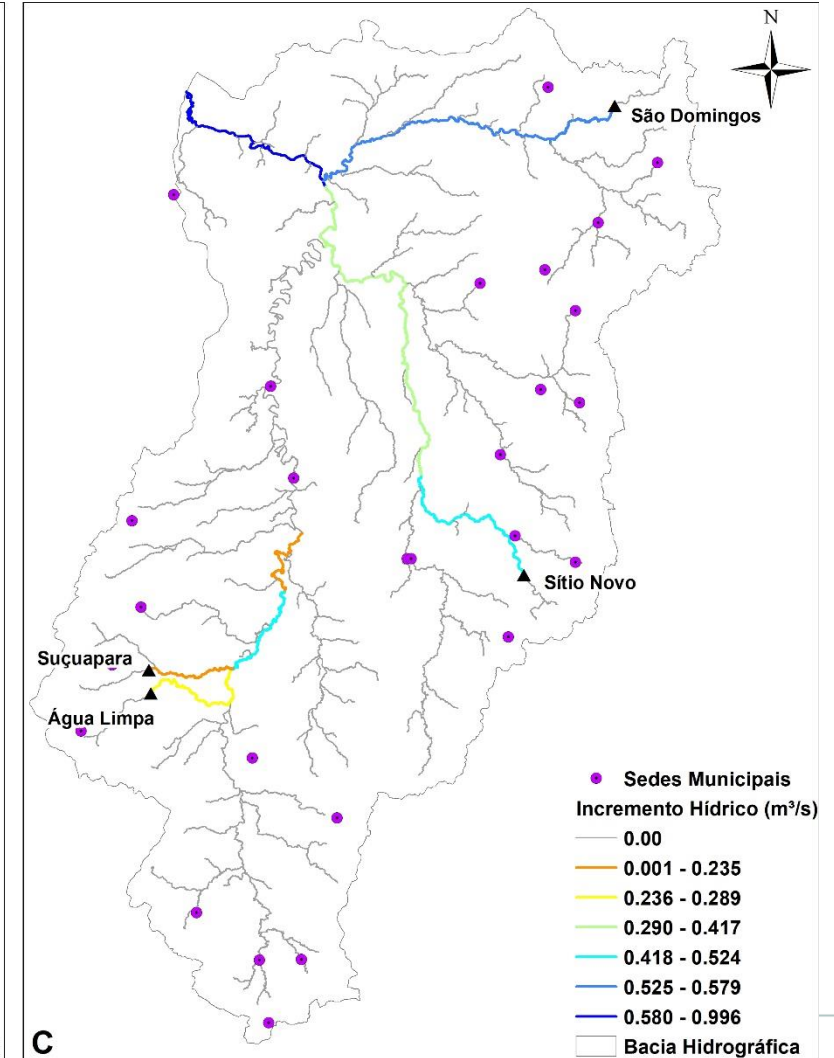 N
São Domingos
Sítio Novo
Suçuapara
Água Limpa
Sedes Municipais
Incremento Hídrico (m³/s)
0.00
0.001 - 0.235
0.236 - 0.289
0.290 - 0.417
0.418 - 0.524
0.525 - 0.579
0.580 - 0.996
Bacia Hidrográfica
C